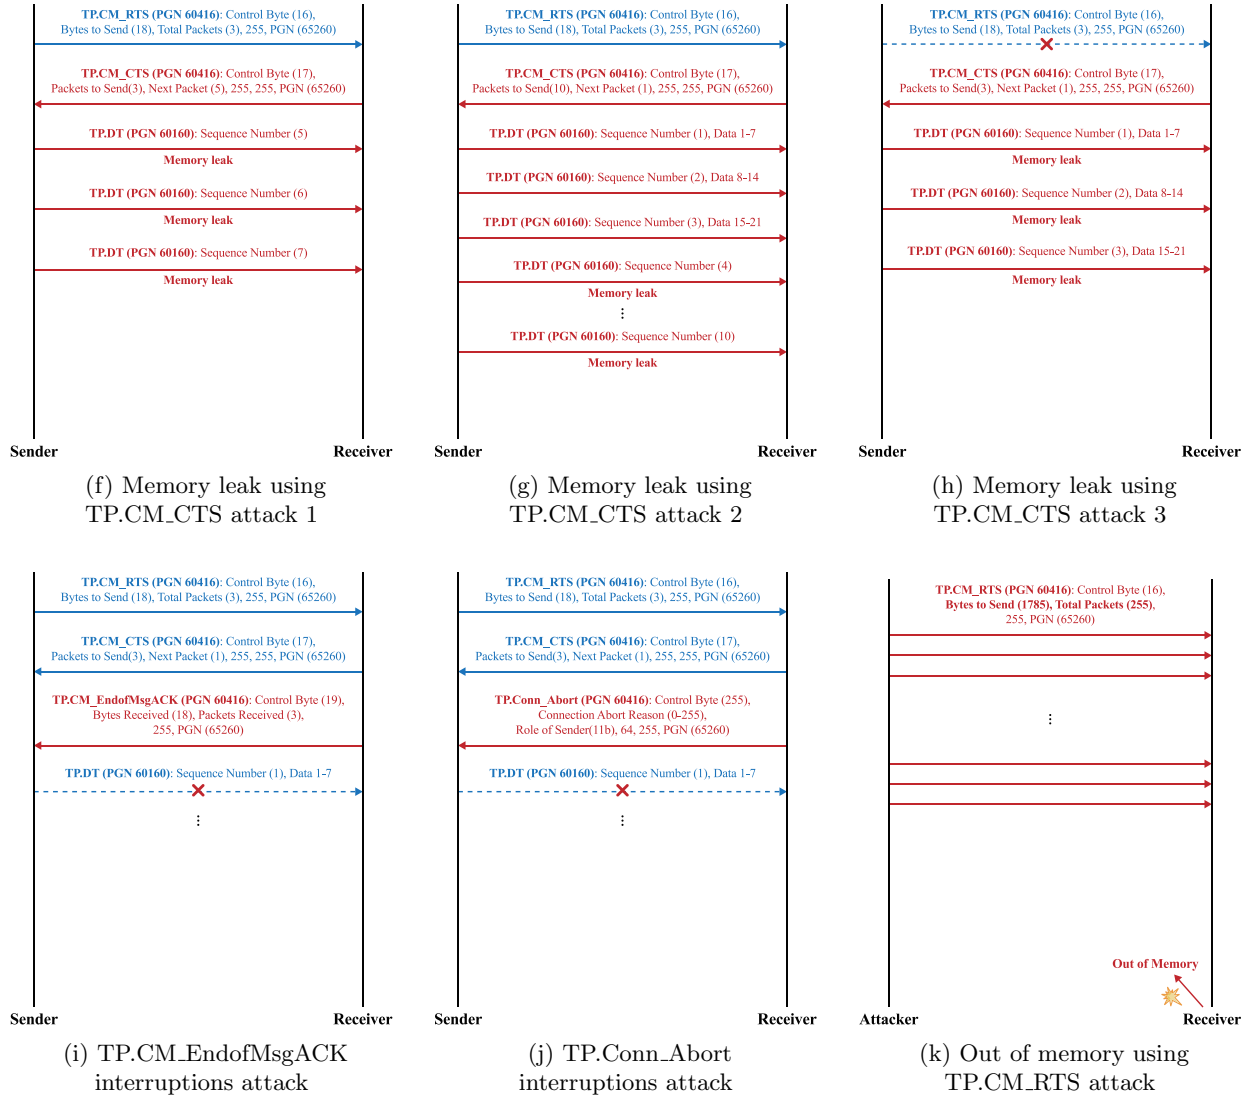 TP.CM_RTS (PGN 60416): Control Byte (16),
Bytes to Send (18), Total Packets (3), 255, PGN (65260)
TP.CM_CTS (PGN 60416): Control Byte (17),
Packets to Send(3), Next Packet (5), 255, 255, PGN (65260)
TP.DT (PGN 60160): Sequence Number (5)
Memory leak
TP.DT (PGN 60160): Sequence Number (6)
Memory leak
TP.DT (PGN 60160): Sequence Number (7)
Memory leak
Sender
Receiver
(f) Memory leak using
TP.CM_CTS attack 1
TP.CM_RTS (PGN 60416): Control Byte (16),
Bytes to Send (18), Total Packets (3), 255, PGN (65260)
TP.CM_CTS (PGN 60416): Control Byte (17),
Packets to Send(10), Next Packet (1), 255, 255, PGN (65260)
TP.DT (PGN 60160): Sequence Number (1), Data 1-7
TP.DT (PGN 60160): Sequence Number (2), Data 8-14
TP.DT (PGN 60160): Sequence Number (3), Data 15-21
TP.DT (PGN 60160): Sequence Number (4)
Memory leak
⋮
TP.DT (PGN 60160): Sequence Number (10)
Memory leak
Sender
Receiver
(g) Memory leak using
TP.CM_CTS attack 2
TP.CM_RTS (PGN 60416): Control Byte (16),
Bytes to Send (18), Total Packets (3), 255, PGN (65260)
TP.CM_CTS (PGN 60416): Control Byte (17),
Packets to Send(3), Next Packet (1), 255, 255, PGN (65260)
TP.DT (PGN 60160): Sequence Number (1), Data 1-7
Memory leak
TP.DT (PGN 60160): Sequence Number (2), Data 8-14
Memory leak
TP.DT (PGN 60160): Sequence Number (3), Data 15-21
Memory leak
Sender
Receiver
(h) Memory leak using
TP.CM_CTS attack 3
TP.CM_RTS (PGN 60416): Control Byte (16),
Bytes to Send (18), Total Packets (3), 255, PGN (65260)
TP.CM_CTS (PGN 60416): Control Byte (17),
Packets to Send(3), Next Packet (1), 255, 255, PGN (65260)
TP.CM_EndofMsgACK (PGN 60416): Control Byte (19),
Bytes Received (18), Packets Received (3),
255, PGN (65260)
TP.DT (PGN 60160): Sequence Number (1), Data 1-7
⋮
Sender
Receiver
(i) TP.CM_EndofMsgACK
interruptions attack
TP.CM_RTS (PGN 60416): Control Byte (16),
Bytes to Send (18), Total Packets (3), 255, PGN (65260)
TP.CM_CTS (PGN 60416): Control Byte (17),
Packets to Send(3), Next Packet (1), 255, 255, PGN (65260)
TP.Conn_Abort (PGN 60416): Control Byte (255),
Connection Abort Reason (0-255),
Role of Sender(11b), 64, 255, PGN (65260)
TP.DT (PGN 60160): Sequence Number (1), Data 1-7
⋮
Sender
Receiver
(j) TP.Conn_Abort
interruptions attack
TP.CM_RTS (PGN 60416): Control Byte (16),
Bytes to Send (1785), Total Packets (255),
255, PGN (65260)
⋮
Out of Memory
Attacker
Receiver
(k) Out of memory using
TP.CM_RTS attack